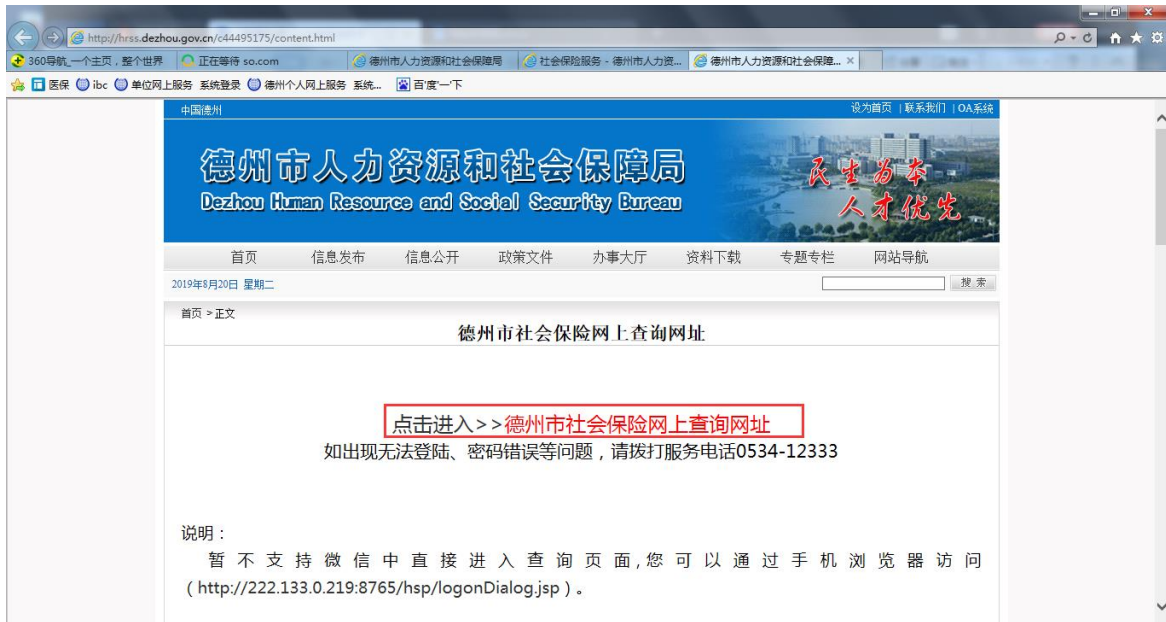 http://hrss.dezhou.gov.cn/c44495175/content.html
360导航_一个主页，整个世界 正在等待 so.com 德州市人力资源和社会保障局 社会保险服务 - 德州市人力资... 德州市人力资源和社会保障... ×
医保 ibc 单位网上服务 系统登录 德州个人网上服务 系统... 百度一下
中国德州 设为首页 | 联系我们 | OA系统
德州市人力资源和社会保障局
Dezhou Human Resource and Social Security Bureau
民生为本
人才优先
首页 信息发布 信息公开 政策文件 办事大厅 资料下载 专题专栏 网站导航
2019年8月20日 星期二 搜 索
首页 > 正文
德州市社会保险网上查询网址
点击进入>>德州市社会保险网上查询网址
如出现无法登陆、密码错误等问题，请拨打服务电话0534-12333
说明：
暂不支持微信中直接进入查询页面,您可以通过手机浏览器访问
（http://222.133.0.219:8765/hsp/logonDialog.jsp）。